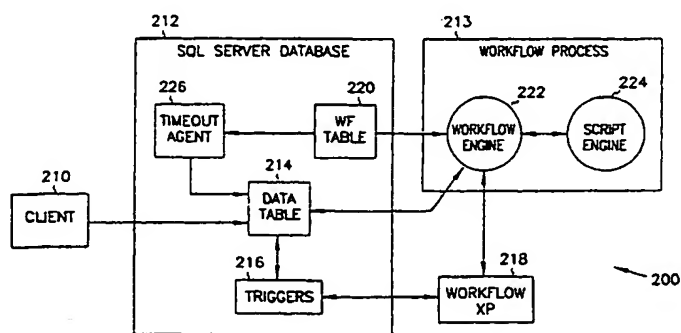 212
SQL SERVER DATABASE
213
WORKFLOW PROCESS
226
TIMEOUT
AGENT
220
WF
TABLE
222
WORKFLOW
ENGINE
224
SCRIPT
ENGINE
210
CLIENT
214
DATA
TABLE
216
TRIGGERS
218
WORKFLOW
XP
200